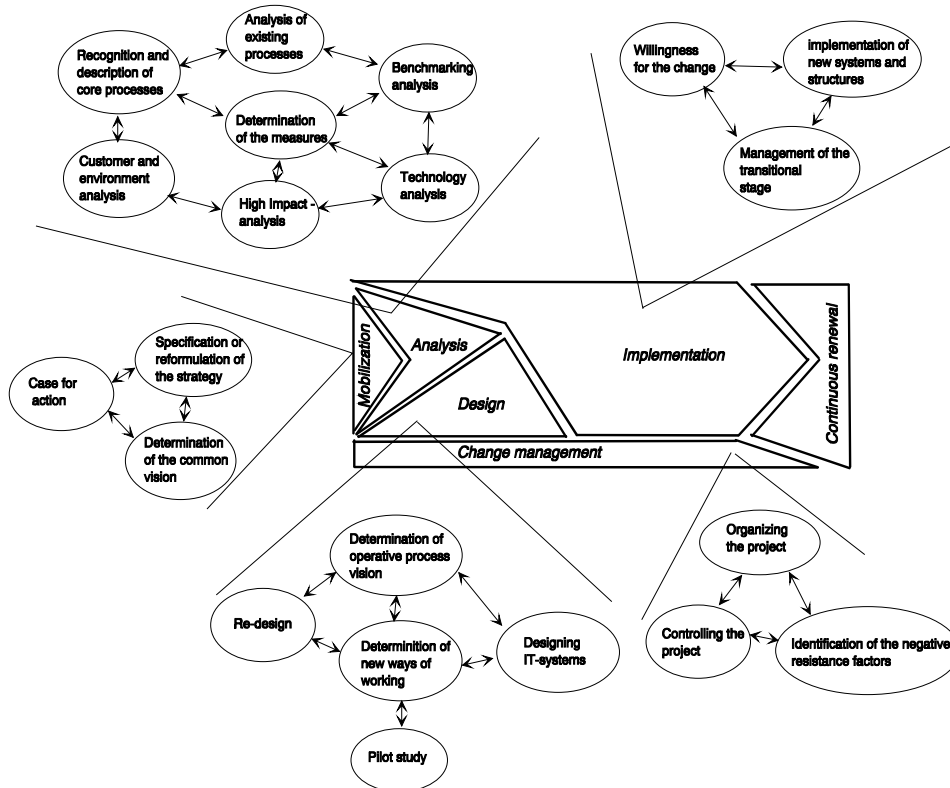 Analysis of
existing
processes
Recognition and
description of
core processes
Benchmarking
analysis
Determination
of the measures
Customer and
environment
analysis
Technology
analysis
High Impact -
analysis
Willingness
for the change
implementation of
new systems and
structures
Management of the
transitional
stage
Specification or
reformulation of
the strategy
Case for
action
Determination
of the common
vision
Mobilization
Analysis
Design
Implementation
Continuous renewal
Change management
Determination of
operative process
vision
Re-design
Determinition of
new ways of
working
Designing
IT-systems
Pilot study
Organizing
the project
Controlling the
project
Identification of the negative
resistance factors